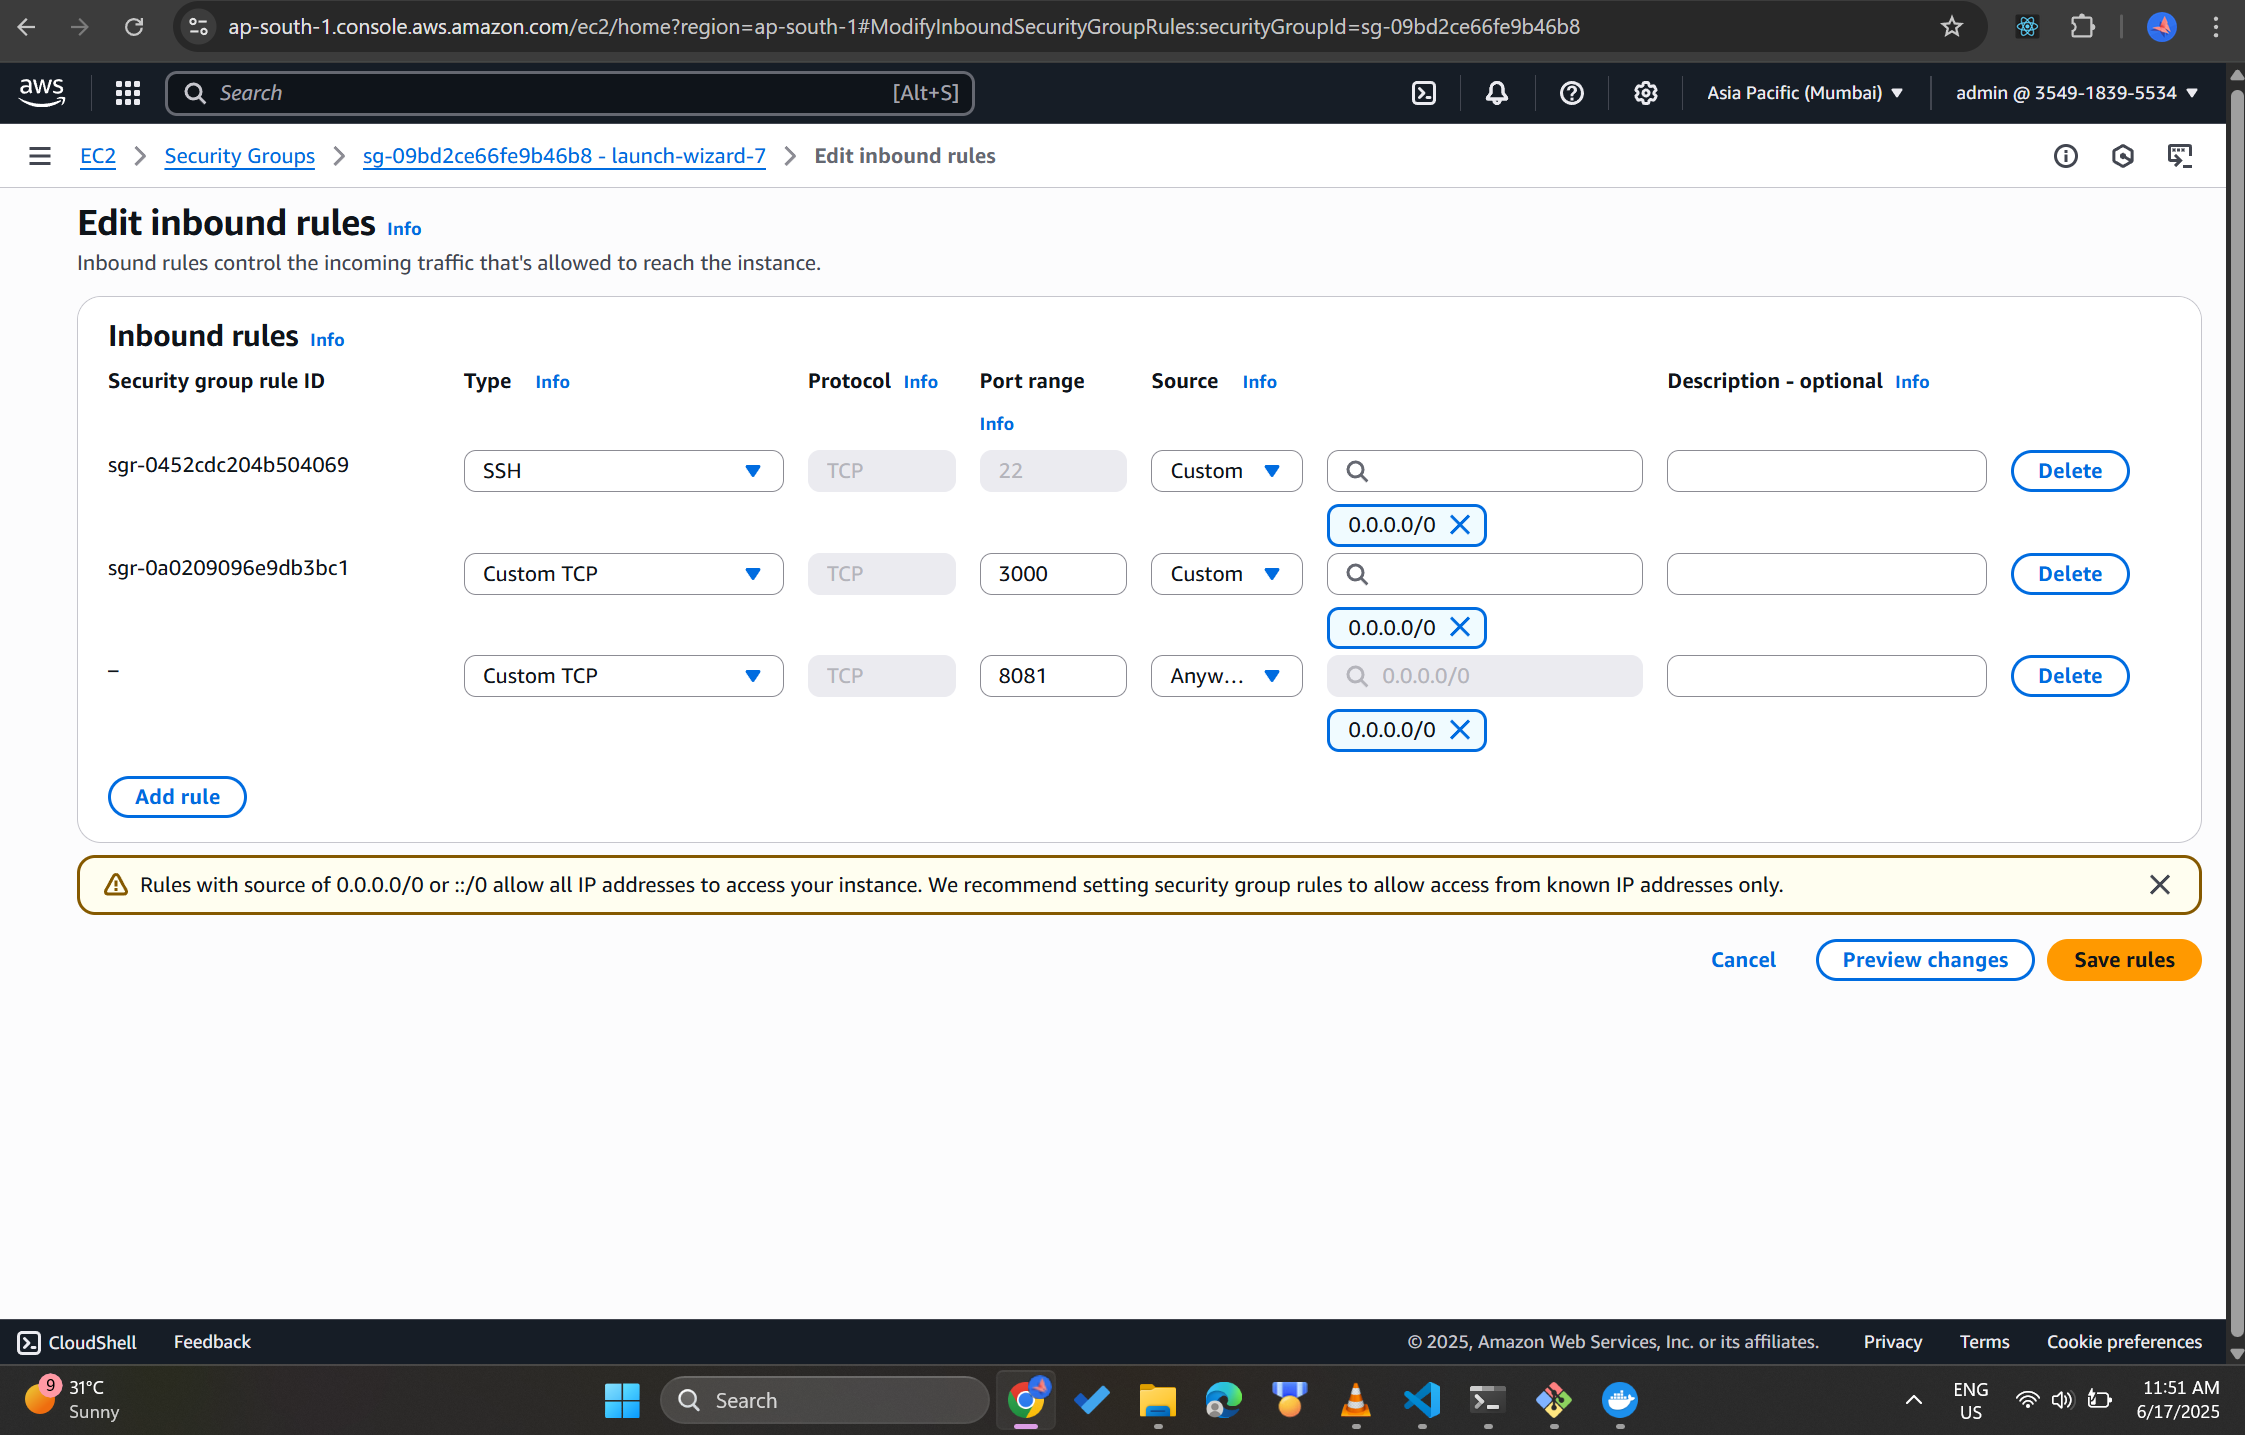 ap-south-1.console.aws.amazon.com/ec2/home?region=ap-south-1#ModifyInboundSecurityGroupRules:securityGroupId=sg-09bd2ce66fe9b46b8
aws
Search [Alt+S]
Asia Pacific (Mumbai)
admin @ 3549-1839-5534
EC2 Security Groups sg-09bd2ce66fe9b46b8 - launch-wizard-7 Edit inbound rules
Edit inbound rules Info
Inbound rules control the incoming traffic that's allowed to reach the instance.
Inbound rules Info
Security group rule ID Type Info Protocol Info Port range Source Info Description - optional Info
Info
sgr-0452cdc204b504069 SSH TCP 22 Custom Delete
0.0.0.0/0
sgr-0a0209096e9db3bc1 Custom TCP TCP 3000 Custom Delete
0.0.0.0/0
– Custom TCP TCP 8081 Anyw... 0.0.0.0/0 Delete
0.0.0.0/0
Add rule
Rules with source of 0.0.0.0/0 or ::/0 allow all IP addresses to access your instance. We recommend setting security group rules to allow access from known IP addresses only.
Cancel Preview changes Save rules
CloudShell Feedback © 2025, Amazon Web Services, Inc. or its affiliates. Privacy Terms Cookie preferences
9
31°C
Sunny
Search
ENG
US
11:51 AM
6/17/2025